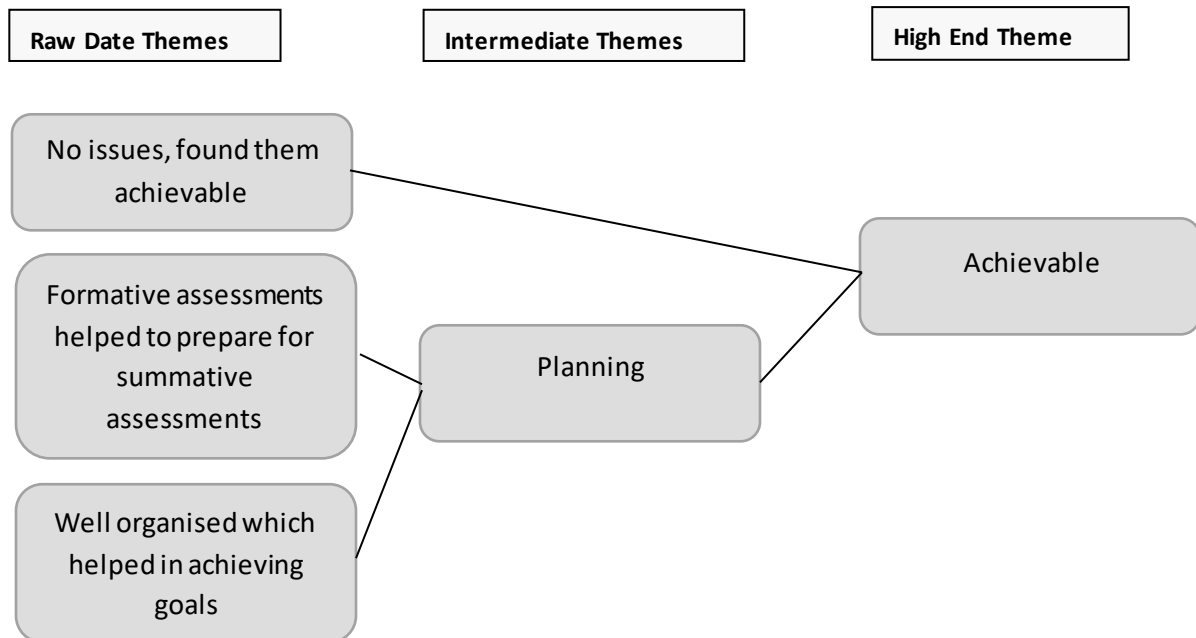 Raw Date Themes
Intermediate Themes
High End Theme
No issues, found them
achievable
Formative assessments
helped to prepare for
summative
assessments
Well organised which
helped in achieving
goals
Planning
Achievable